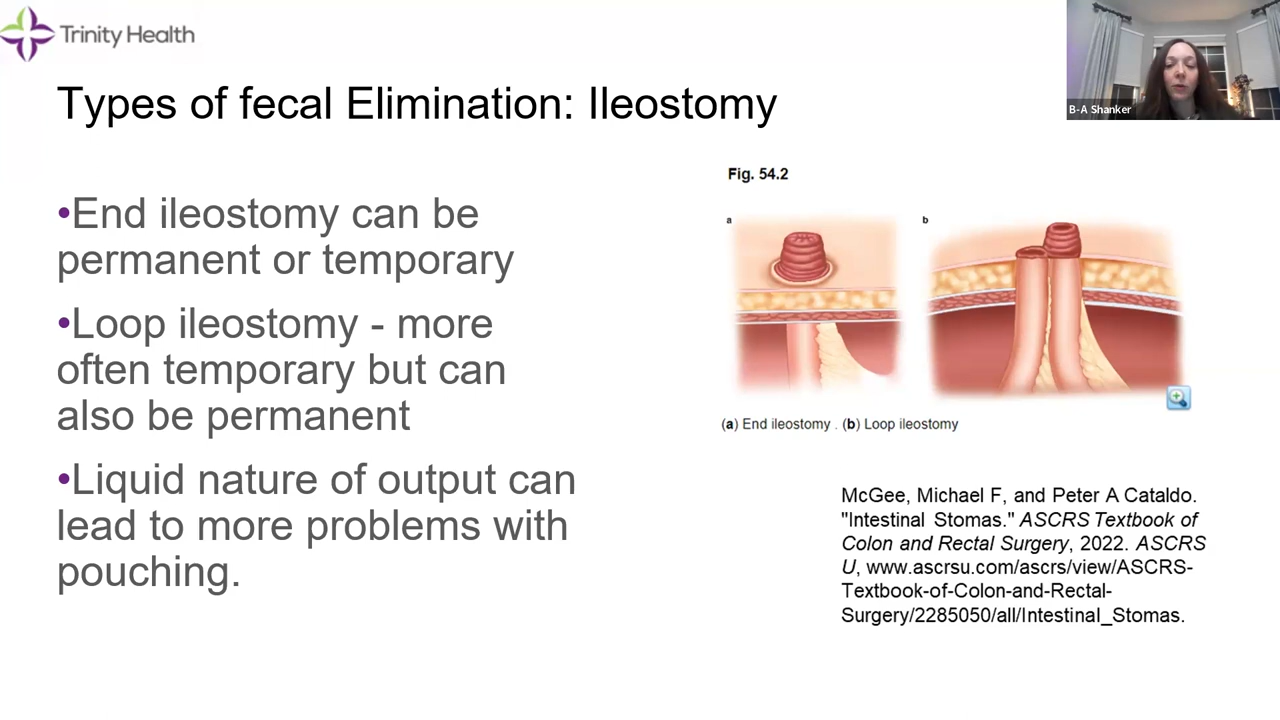 Trinity Health
Types of fecal Elimination: Ileostomy
B-A Shanker
•End ileostomy can be
permanent or temporary
•Loop ileostomy - more
often temporary but can
also be permanent
•Liquid nature of output can
lead to more problems with
pouching.
Fig. 54.2
a
b
(a) End ileostomy . (b) Loop ileostomy
McGee, Michael F, and Peter A Cataldo.
"Intestinal Stomas." ASCRS Textbook of
Colon and Rectal Surgery, 2022. ASCRS
U, www.ascrsu.com/ascrs/view/ASCRS-
Textbook-of-Colon-and-Rectal-
Surgery/2285050/all/Intestinal_Stomas.